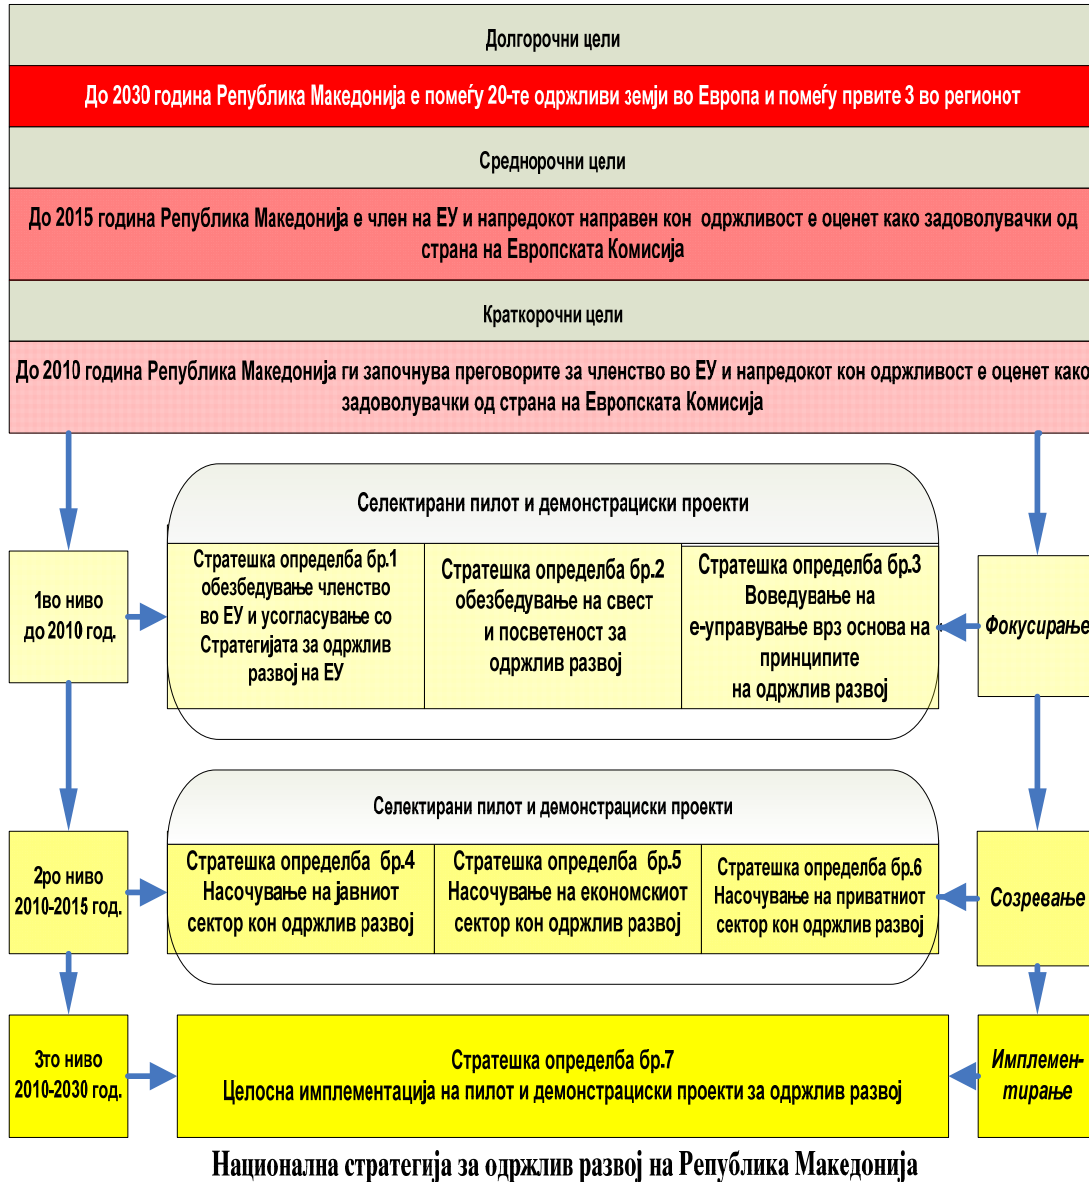 Долгорочни цели
До 2030 година Република Македонија е помеѓу 20-те одржливи земји во Европа и помеѓу првите 3 во регионот
Среднорочни цели
До 2015 година Република Македонија е член на ЕУ и напредокот направен кон одржливост е оценет како задоволувачки од
страна на Европската Комисија
Краткорочни цели
До 2010 година Република Македонија ги започнува преговорите за членство во ЕУ и напредокот кон одржливост е оценет како
задоволувачки од страна на Европската Комисија
1во ниво
до 2010 год.
Селектирани пилот и демонстрациски проекти
Стратешка определба бр.1
обезбедување членство
во ЕУ и усогласување со
Стратегијата за одржлив
развој на ЕУ
Стратешка определба бр.2
обезбедување на свест
и посветеност за
одржлив развој
Стратешка определба бр.3
Воведување на
е-управување врз основа на
принципите
на одржлив развој
Фокусирање
2ро ниво
2010-2015 год.
Селектирани пилот и демонстрациски проекти
Стратешка определба бр.4
Насочување на јавниот
сектор кон одржлив развој
Стратешка определба бр.5
Насочување на економскиот
сектор кон одржлив развој
Стратешка определба бр.6
Насочување на приватниот
сектор кон одржлив развој
Созревање
3то ниво
2010-2030 год.
Стратешка определба бр.7
Целосна имплементација на пилот и демонстрациски проекти за одржлив развој
Имплемен-
тирање
Национална стратегија за одржлив развој на Република Македонија